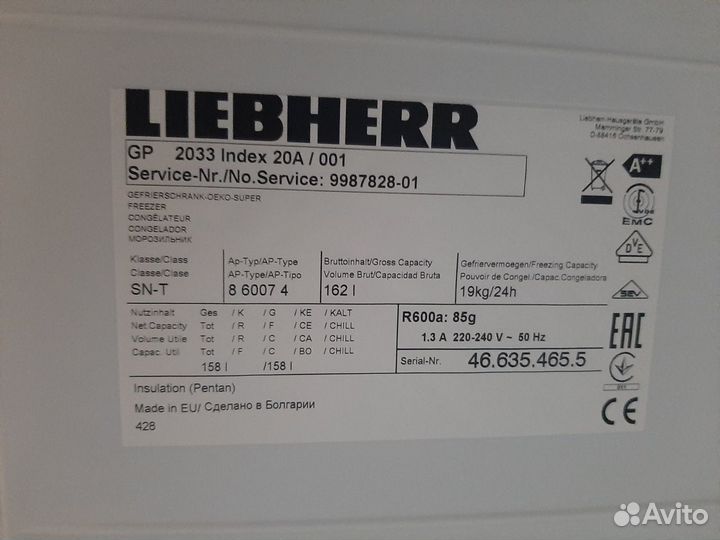 LIEBHERR
Liebherr-Hausgeräte GmbH
Memminger Str. 77-79
D-88416 Ochsenhausen
GP 2033 Index 20A / 001
Service-Nr./No.Service: 9987828-01
A++
GEFRIERSCHRANK-OEKO-SUPER
FREEZER
CONGÉLATEUR
CONGELADOR
МОРОЗИЛЬНИК
EMC
DVE
Klasse/Class Ap-Typ/AP-Type Bruttoinhalt/Gross Capacity Gefriervermoegen/Freezing Capacity
Classe/Clase AP-Type/AP-Tipo Volume Brut/Capacidad Bruta Pouvoir de Congel./Capac.Congeladora
SN-T 8 6007 4 162 l 19kg/24h
SEV
Nutzinhalt Ges / K / G / KE / KALT
Net.Capacity Tot / R / F / CE / CHILL
Volume Utile Tot / R / C / CA / CHILL
Capac. Util Tot / F / C / BO / CHILL
158 l / 158 l
R600a: 85g
1.3 A 220-240 V ~ 50 Hz
Serial-Nr. 46.635.465.5
EAC
Insulation (Pentan)
Made in EU/ Сделано в Болгарии
428
CE
Avito